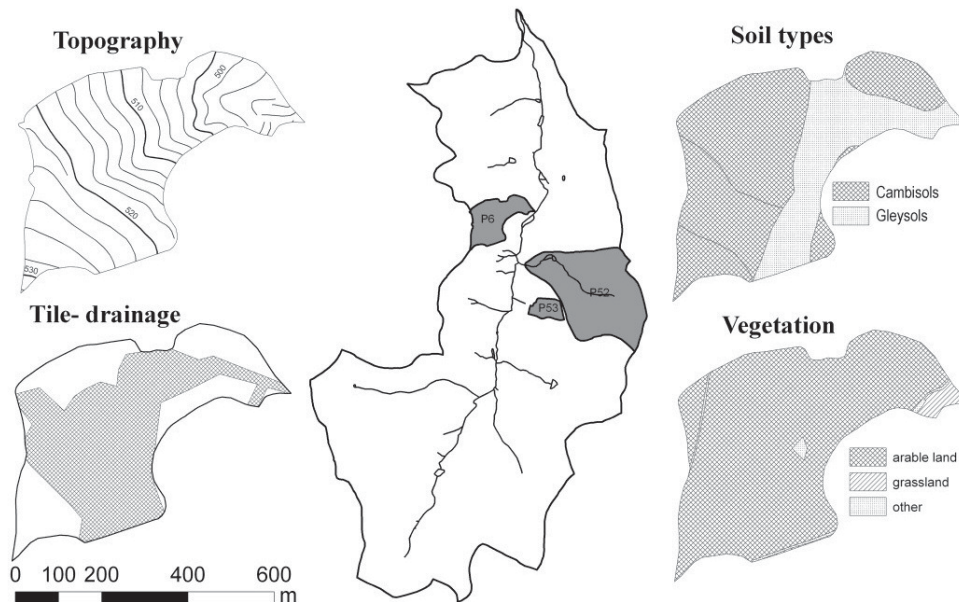 Topography
500
510
520
530
Tile- drainage
0 100 200 400 600
m
P6
P52
P53
Soil types
Cambisols
Gleysols
Vegetation
arable land
grassland
other